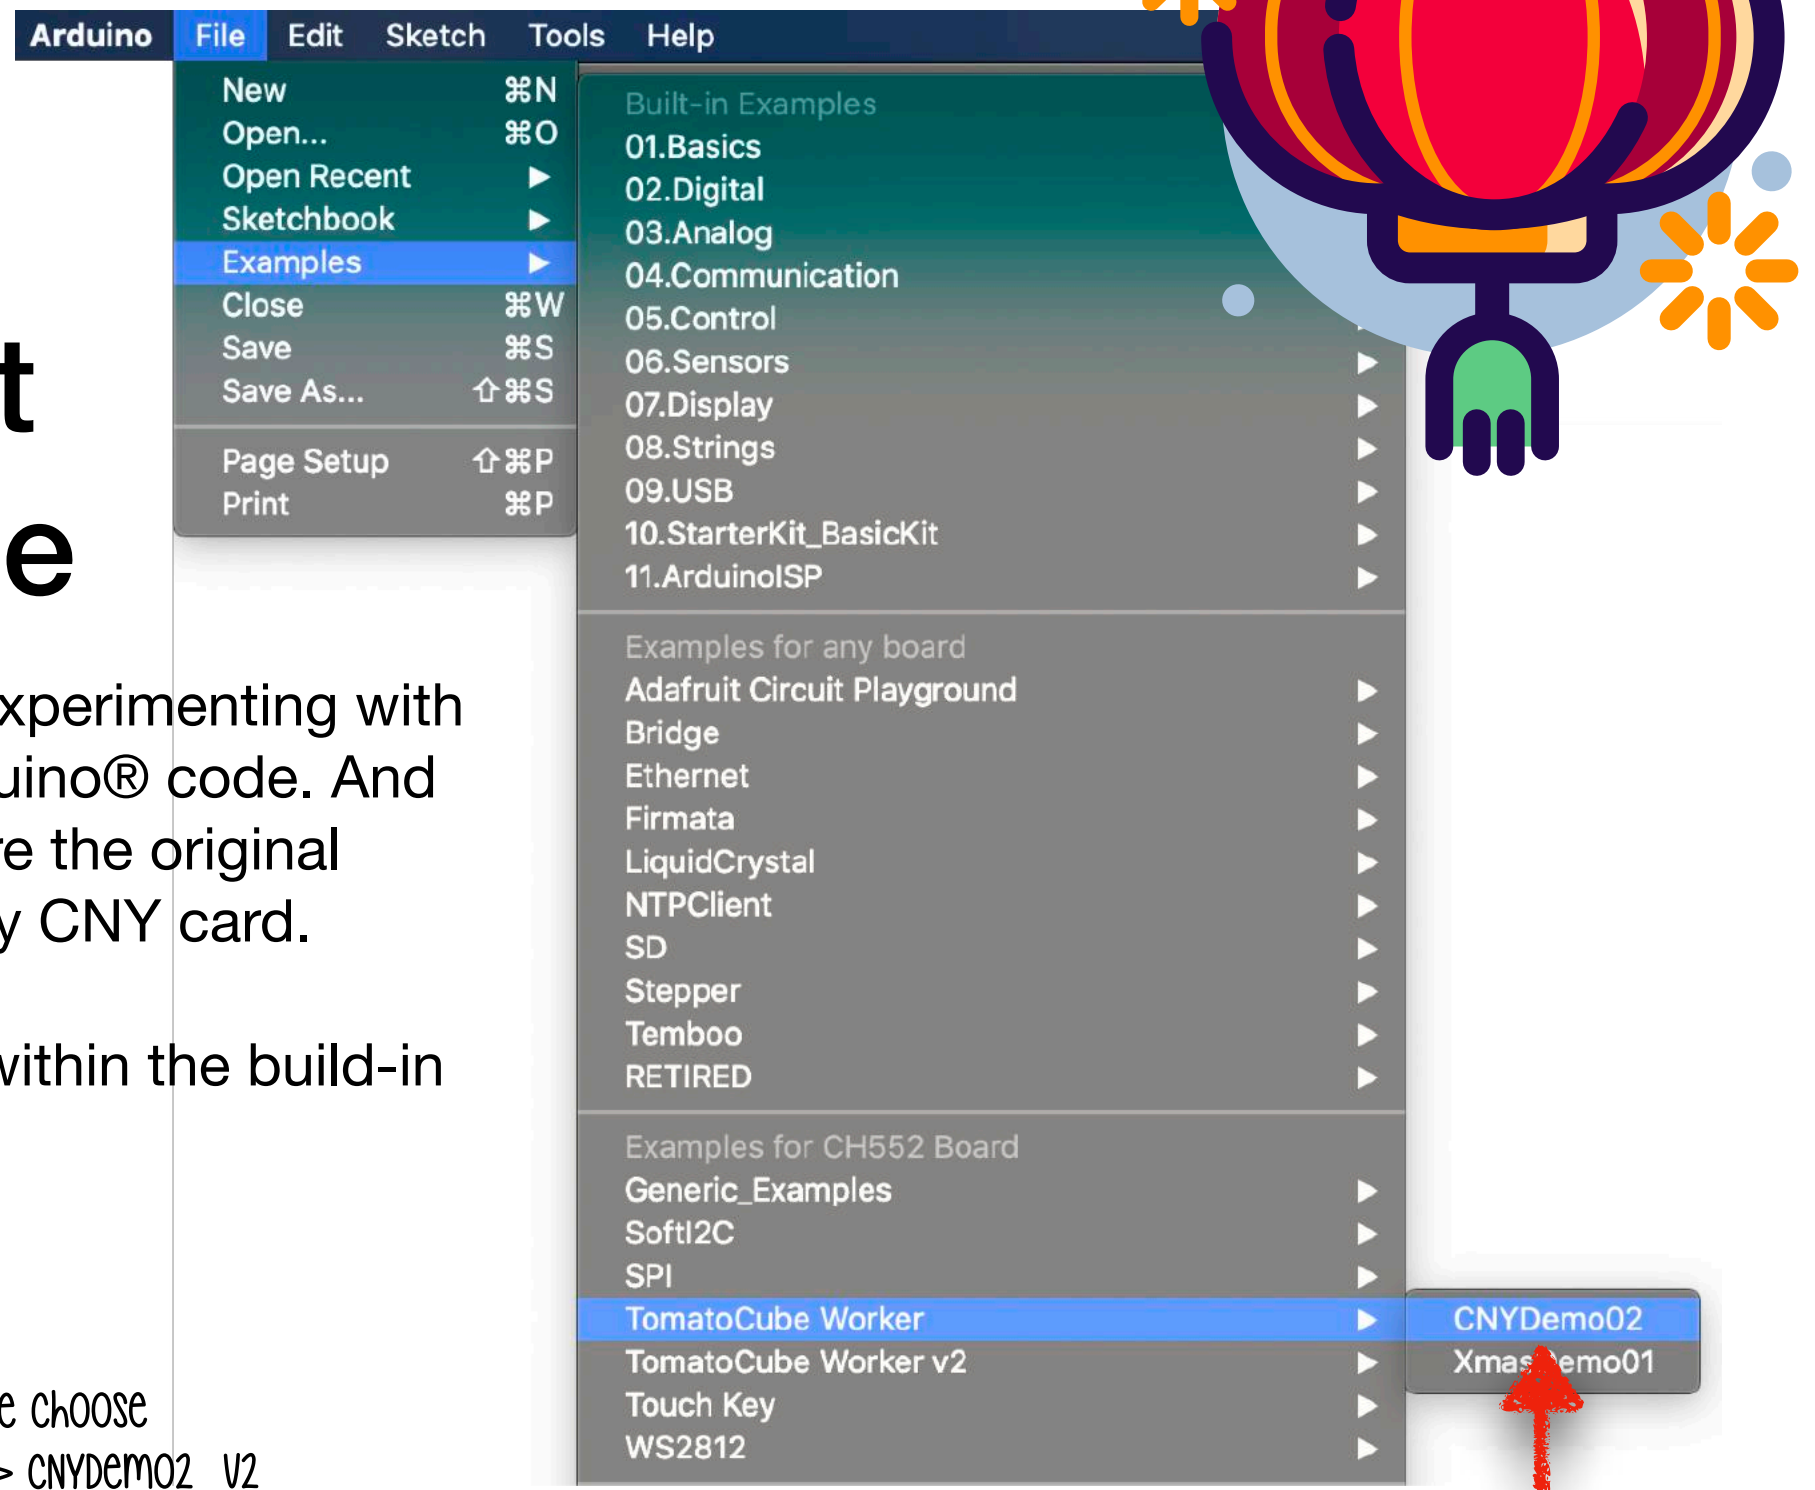 Arduino File Edit Sketch Tools Help
New ⌘N
Open... ⌘O
Open Recent ▶
Sketchbook ▶
Examples ▶
Close ⌘W
Save ⌘S
Save As... ⇧⌘S
Page Setup ⇧⌘P
Print ⌘P
Built-in Examples
01.Basics
02.Digital
03.Analog
04.Communication
05.Control
06.Sensors ▶
07.Display ▶
08.Strings ▶
09.USB ▶
10.StarterKit_BasicKit ▶
11.ArduinoISP ▶
Examples for any board
Adafruit Circuit Playground ▶
Bridge ▶
Ethernet ▶
Firmata ▶
LiquidCrystal ▶
NTPClient ▶
SD ▶
Stepper ▶
Temboo ▶
RETIRED ▶
Examples for CH552 Board
Generic_Examples ▶
SoftI2C ▶
SPI ▶
TomatoCube Worker ▶
TomatoCube Worker v2 ▶
Touch Key ▶
WS2812 ▶
CNYDemo02
XmasDemo01
t
e
xperimenting with
uino® code. And
re the original
y CNY card.
within the build-in
e choose
> CNYDemo2 V2